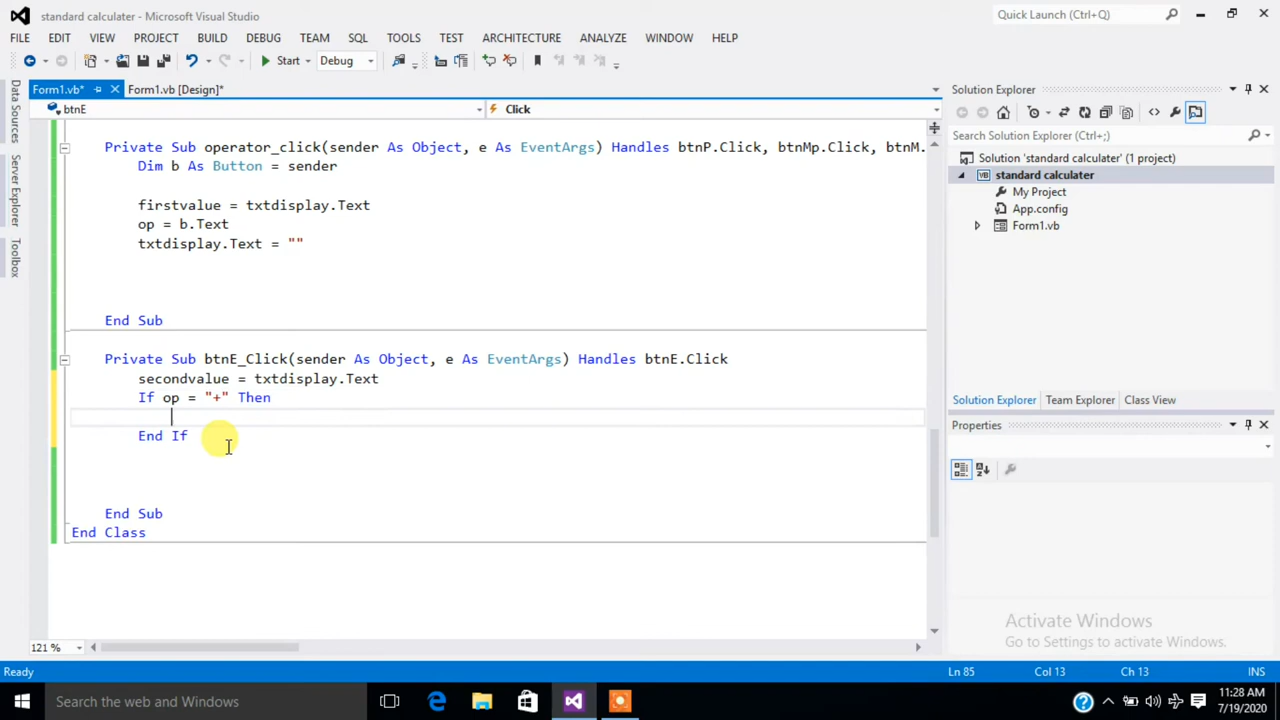 standard calculater - Microsoft Visual Studio
Quick Launch (Ctrl+Q)
FILE EDIT VIEW PROJECT BUILD DEBUG TEAM SQL TOOLS TEST ARCHITECTURE ANALYZE WINDOW HELP
Start Debug
Form1.vb* Form1.vb [Design]*
btnE Click
Data Sources
Server Explorer
Toolbox
Private Sub operator_click(sender As Object, e As EventArgs) Handles btnP.Click, btnMp.Click, btnM.
Dim b As Button = sender
firstvalue = txtdisplay.Text
op = b.Text
txtdisplay.Text = ""
End Sub
Private Sub btnE_Click(sender As Object, e As EventArgs) Handles btnE.Click
secondvalue = txtdisplay.Text
If op = "+" Then
End If
End Sub
End Class
121 %
Solution Explorer
Search Solution Explorer (Ctrl+;)
Solution 'standard calculater' (1 project)
VB standard calculater
My Project
App.config
Form1.vb
Solution Explorer Team Explorer Class View
Properties
Activate Windows
Go to Settings to activate Windows.
Ready Ln 85 Col 13 Ch 13 INS
Search the web and Windows
11:28 AM
7/19/2020